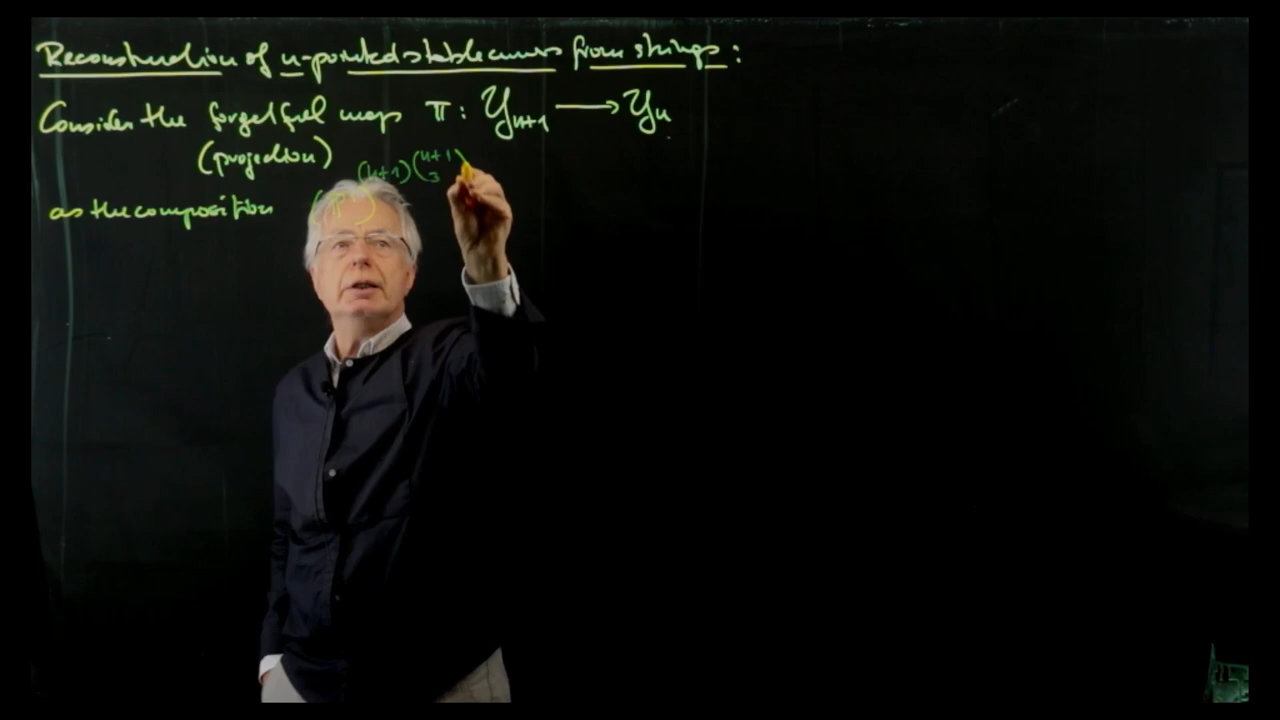 Reconstruction of n-pointed stable curves from strings:
Consider the forgetful map π: Y_{n+1} → Y_n
(projection)
(n+1)(n+1 3)
as the composition (P¹)